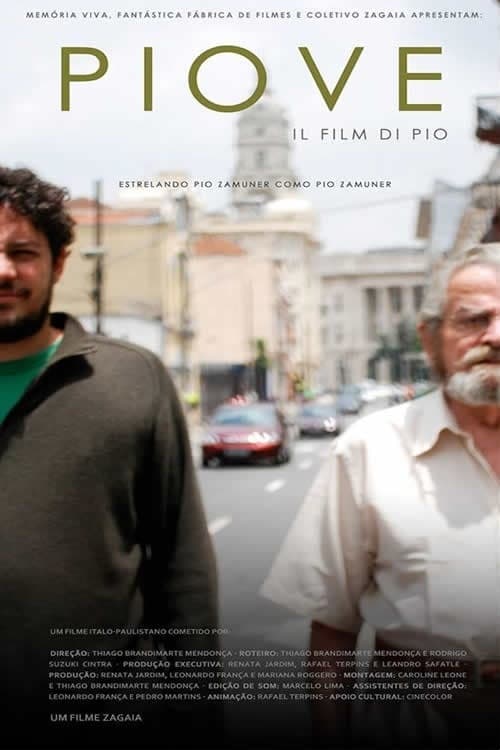 MEMÓRIA VIVA, FANTÁSTICA FÁBRICA DE FILMES E COLETIVO ZAGAIA APRESENTAM:
PIOVE
IL FILM DI PIO
ESTRELANDO PIO ZAMUNER COMO PIO ZAMUNER
UM FILME ITALO-PAULISTANO COMETIDO POR:
DIREÇÃO: THIAGO BRANDIMARTE MENDONÇA - ROTEIRO: THIAGO BRANDIMARTE MENDONÇA E RODRIGO
SUZUKI CINTRA - PRODUÇÃO EXECUTIVA: RENATA JARDIM, RAFAEL TERPINS E LEANDRO SAFATLE -
PRODUÇÃO: RENATA JARDIM, LEONARDO FRANÇA E MARIANA ROGGERO - MONTAGEM: CAROLINE LEONE
E THIAGO BRANDIMARTE MENDONÇA - EDIÇÃO DE SOM: MARCELO LIMA - ASSISTENTES DE DIREÇÃO:
LEONARDO FRANÇA E PEDRO MARTINS - ANIMAÇÃO: RAFAEL TERPINS - APOIO CULTURAL: CINECOLOR
UM FILME ZAGAIA